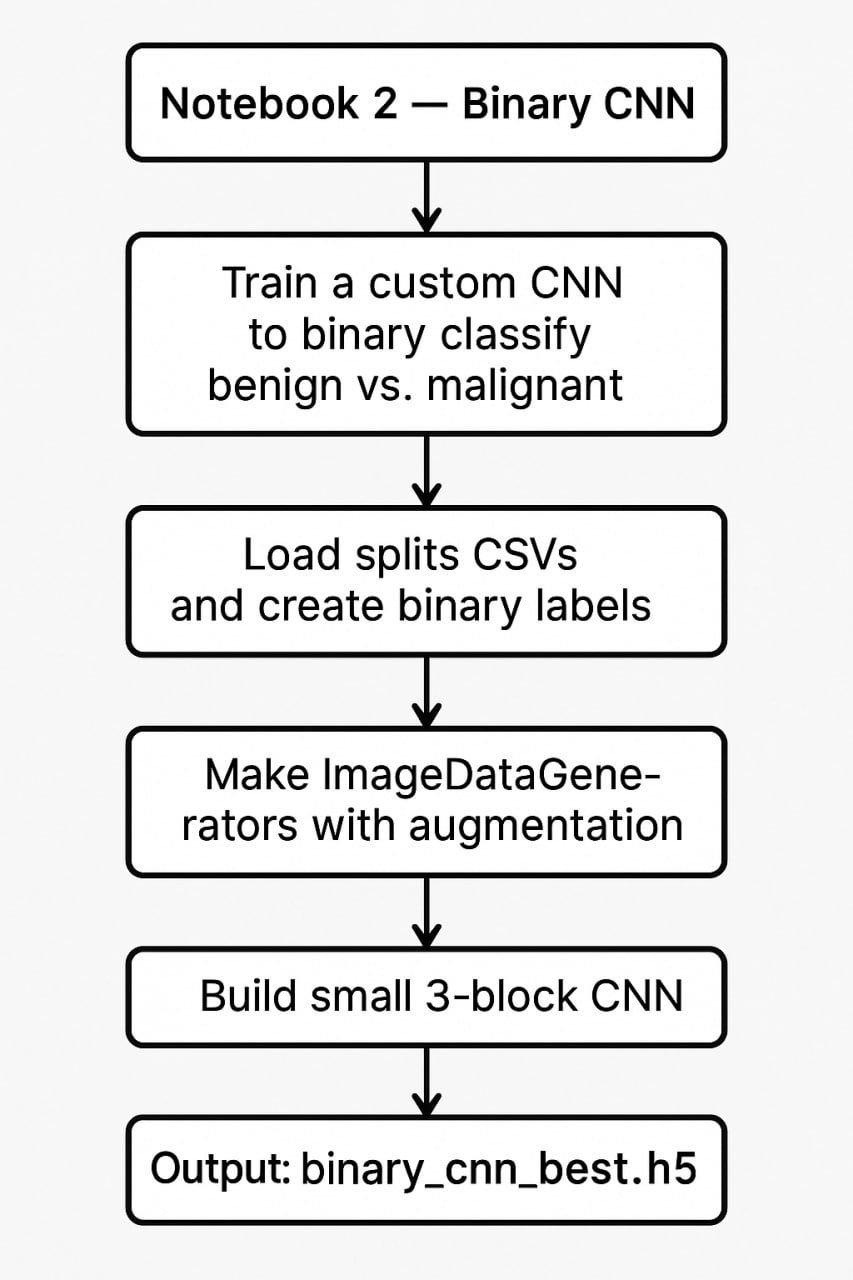 Notebook 2 — Binary CNN
Train a custom CNN
to binary classify
benign vs. malignant
Load splits CSVs
and create binary labels
Make ImageDataGene-
rators with augmentation
Build small 3-block CNN
Output: binary_cnn_best.h5